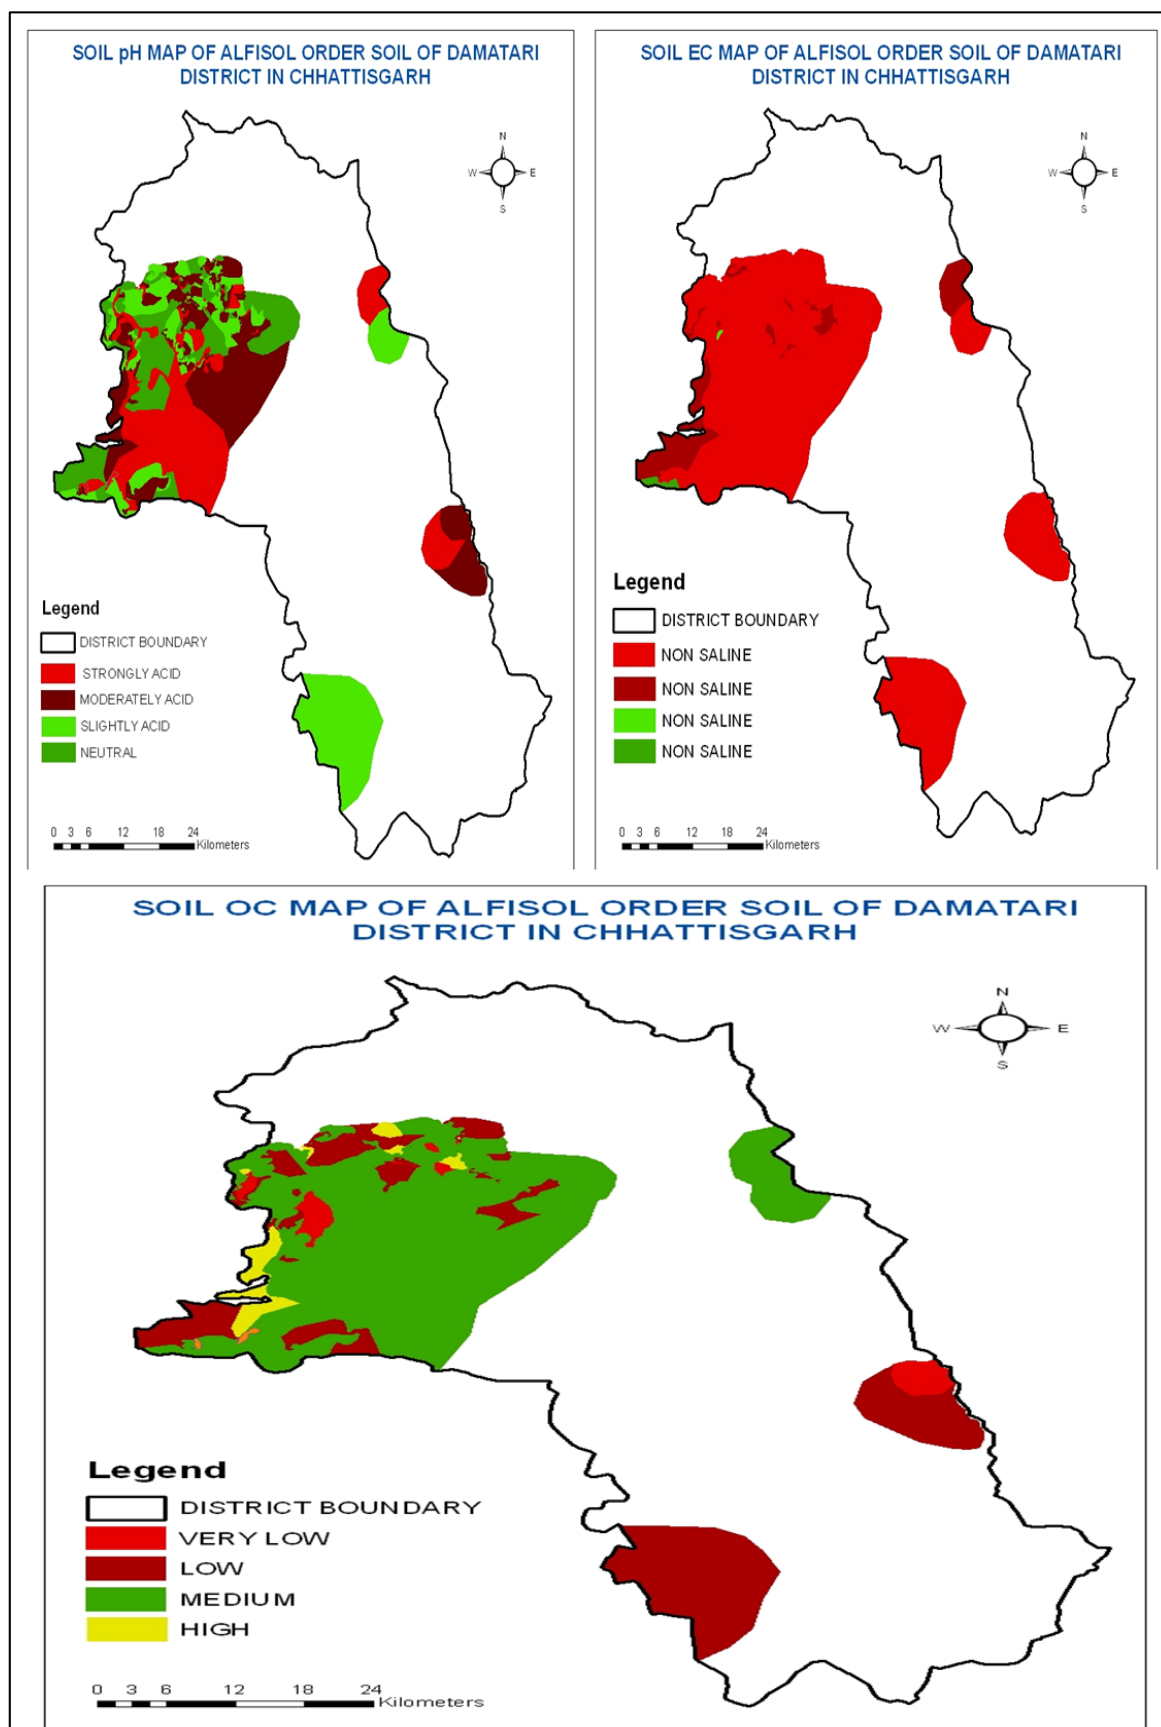 SOIL pH MAP OF ALFISOL ORDER SOIL OF DAMATARI
DISTRICT IN CHHATTISGARH
N
W E
S
Legend
DISTRICT BOUNDARY
STRONGLY ACID
MODERATELY ACID
SLIGHTLY ACID
NEUTRAL
0 3 6 12 18 24
Kilometers
SOIL EC MAP OF ALFISOL ORDER SOIL OF DAMATARI
DISTRICT IN CHHATTISGARH
N
W E
S
Legend
DISTRICT BOUNDARY
NON SALINE
NON SALINE
NON SALINE
NON SALINE
0 3 6 12 18 24
Kilometers
SOIL OC MAP OF ALFISOL ORDER SOIL OF DAMATARI
DISTRICT IN CHHATTISGARH
N
W E
S
Legend
DISTRICT BOUNDARY
VERY LOW
LOW
MEDIUM
HIGH
0 3 6 12 18 24
Kilometers